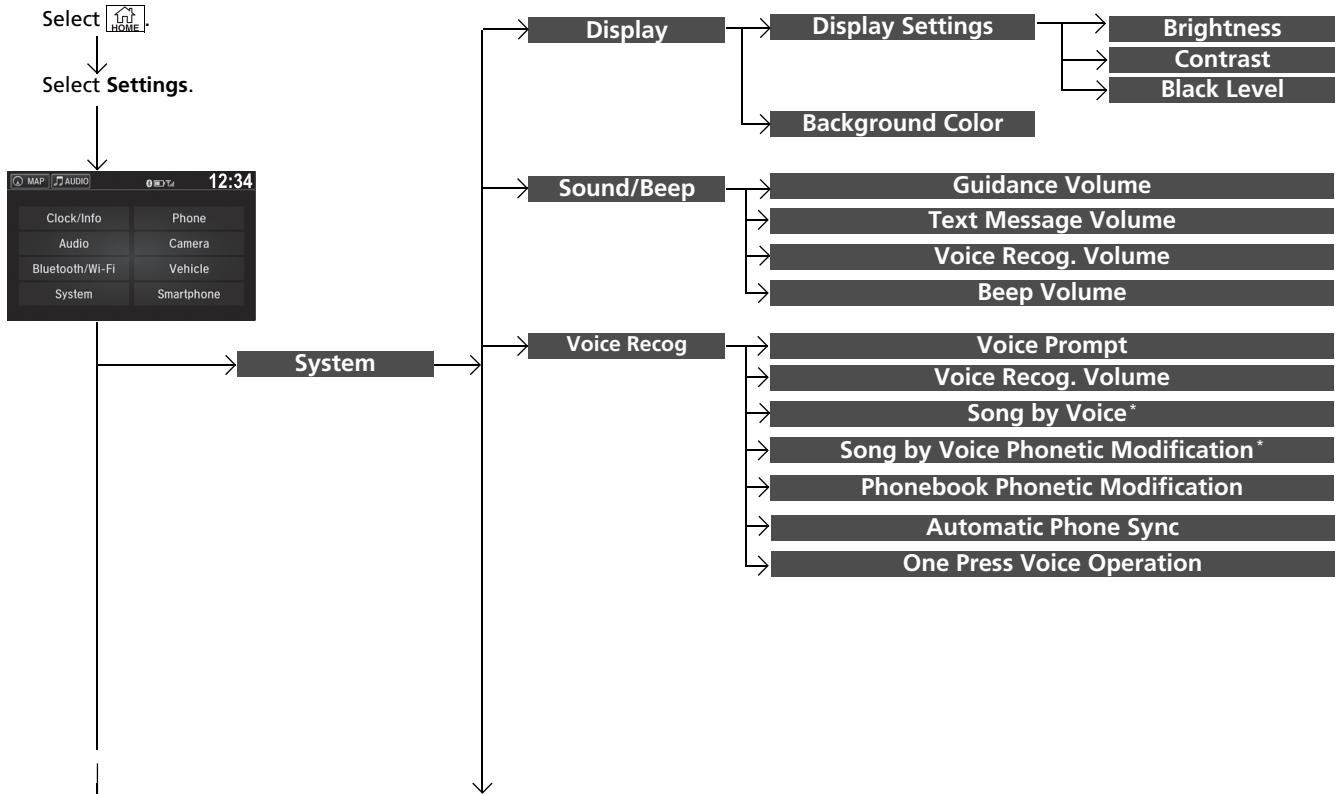 Select HOME.
Select Settings.
MAP AUDIO 12:34
Clock/Info Phone
Audio Camera
Bluetooth/Wi-Fi Vehicle
System Smartphone
System
Display
Display Settings
Brightness
Contrast
Black Level
Background Color
Sound/Beep
Guidance Volume
Text Message Volume
Voice Recog. Volume
Beep Volume
Voice Recog
Voice Prompt
Voice Recog. Volume
Song by Voice*
Song by Voice Phonetic Modification*
Phonebook Phonetic Modification
Automatic Phone Sync
One Press Voice Operation